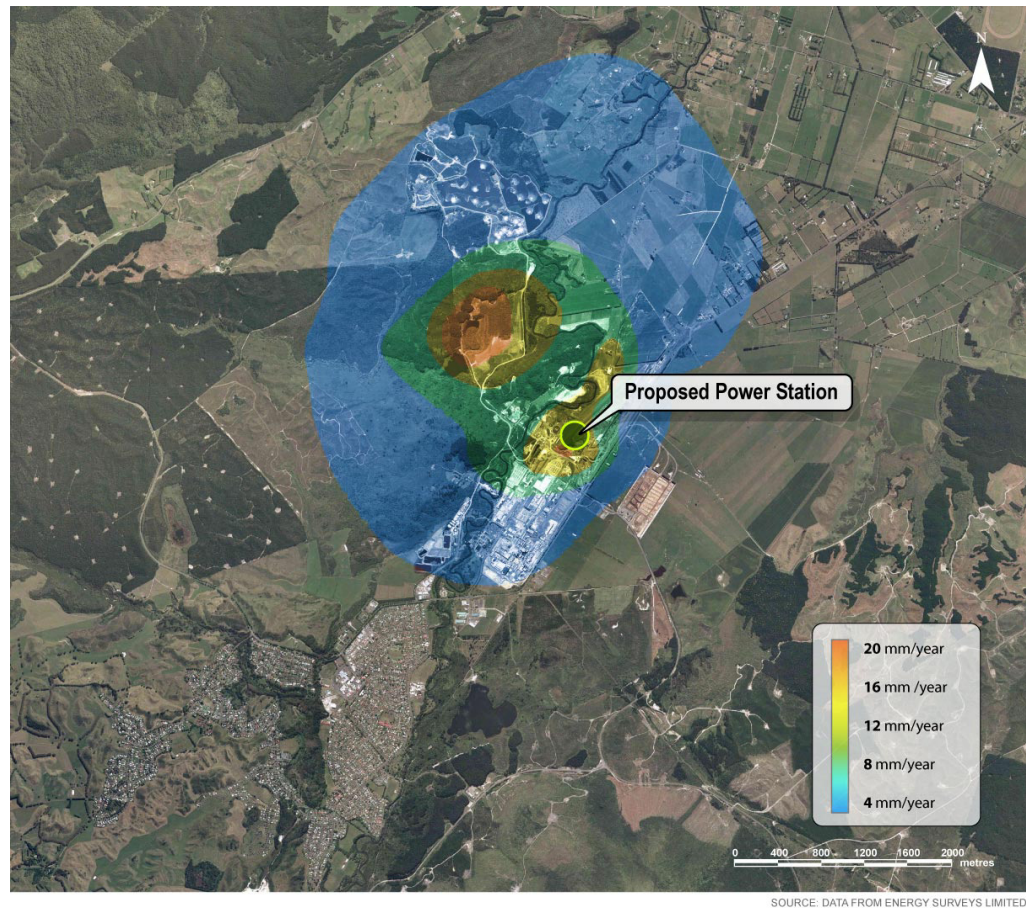 N
Proposed Power Station
20 mm/year
16 mm /year
12 mm/year
8 mm/year
4 mm/year
0 400 800 1200 1600 2000
metres
SOURCE: DATA FROM ENERGY SURVEYS LIMITED